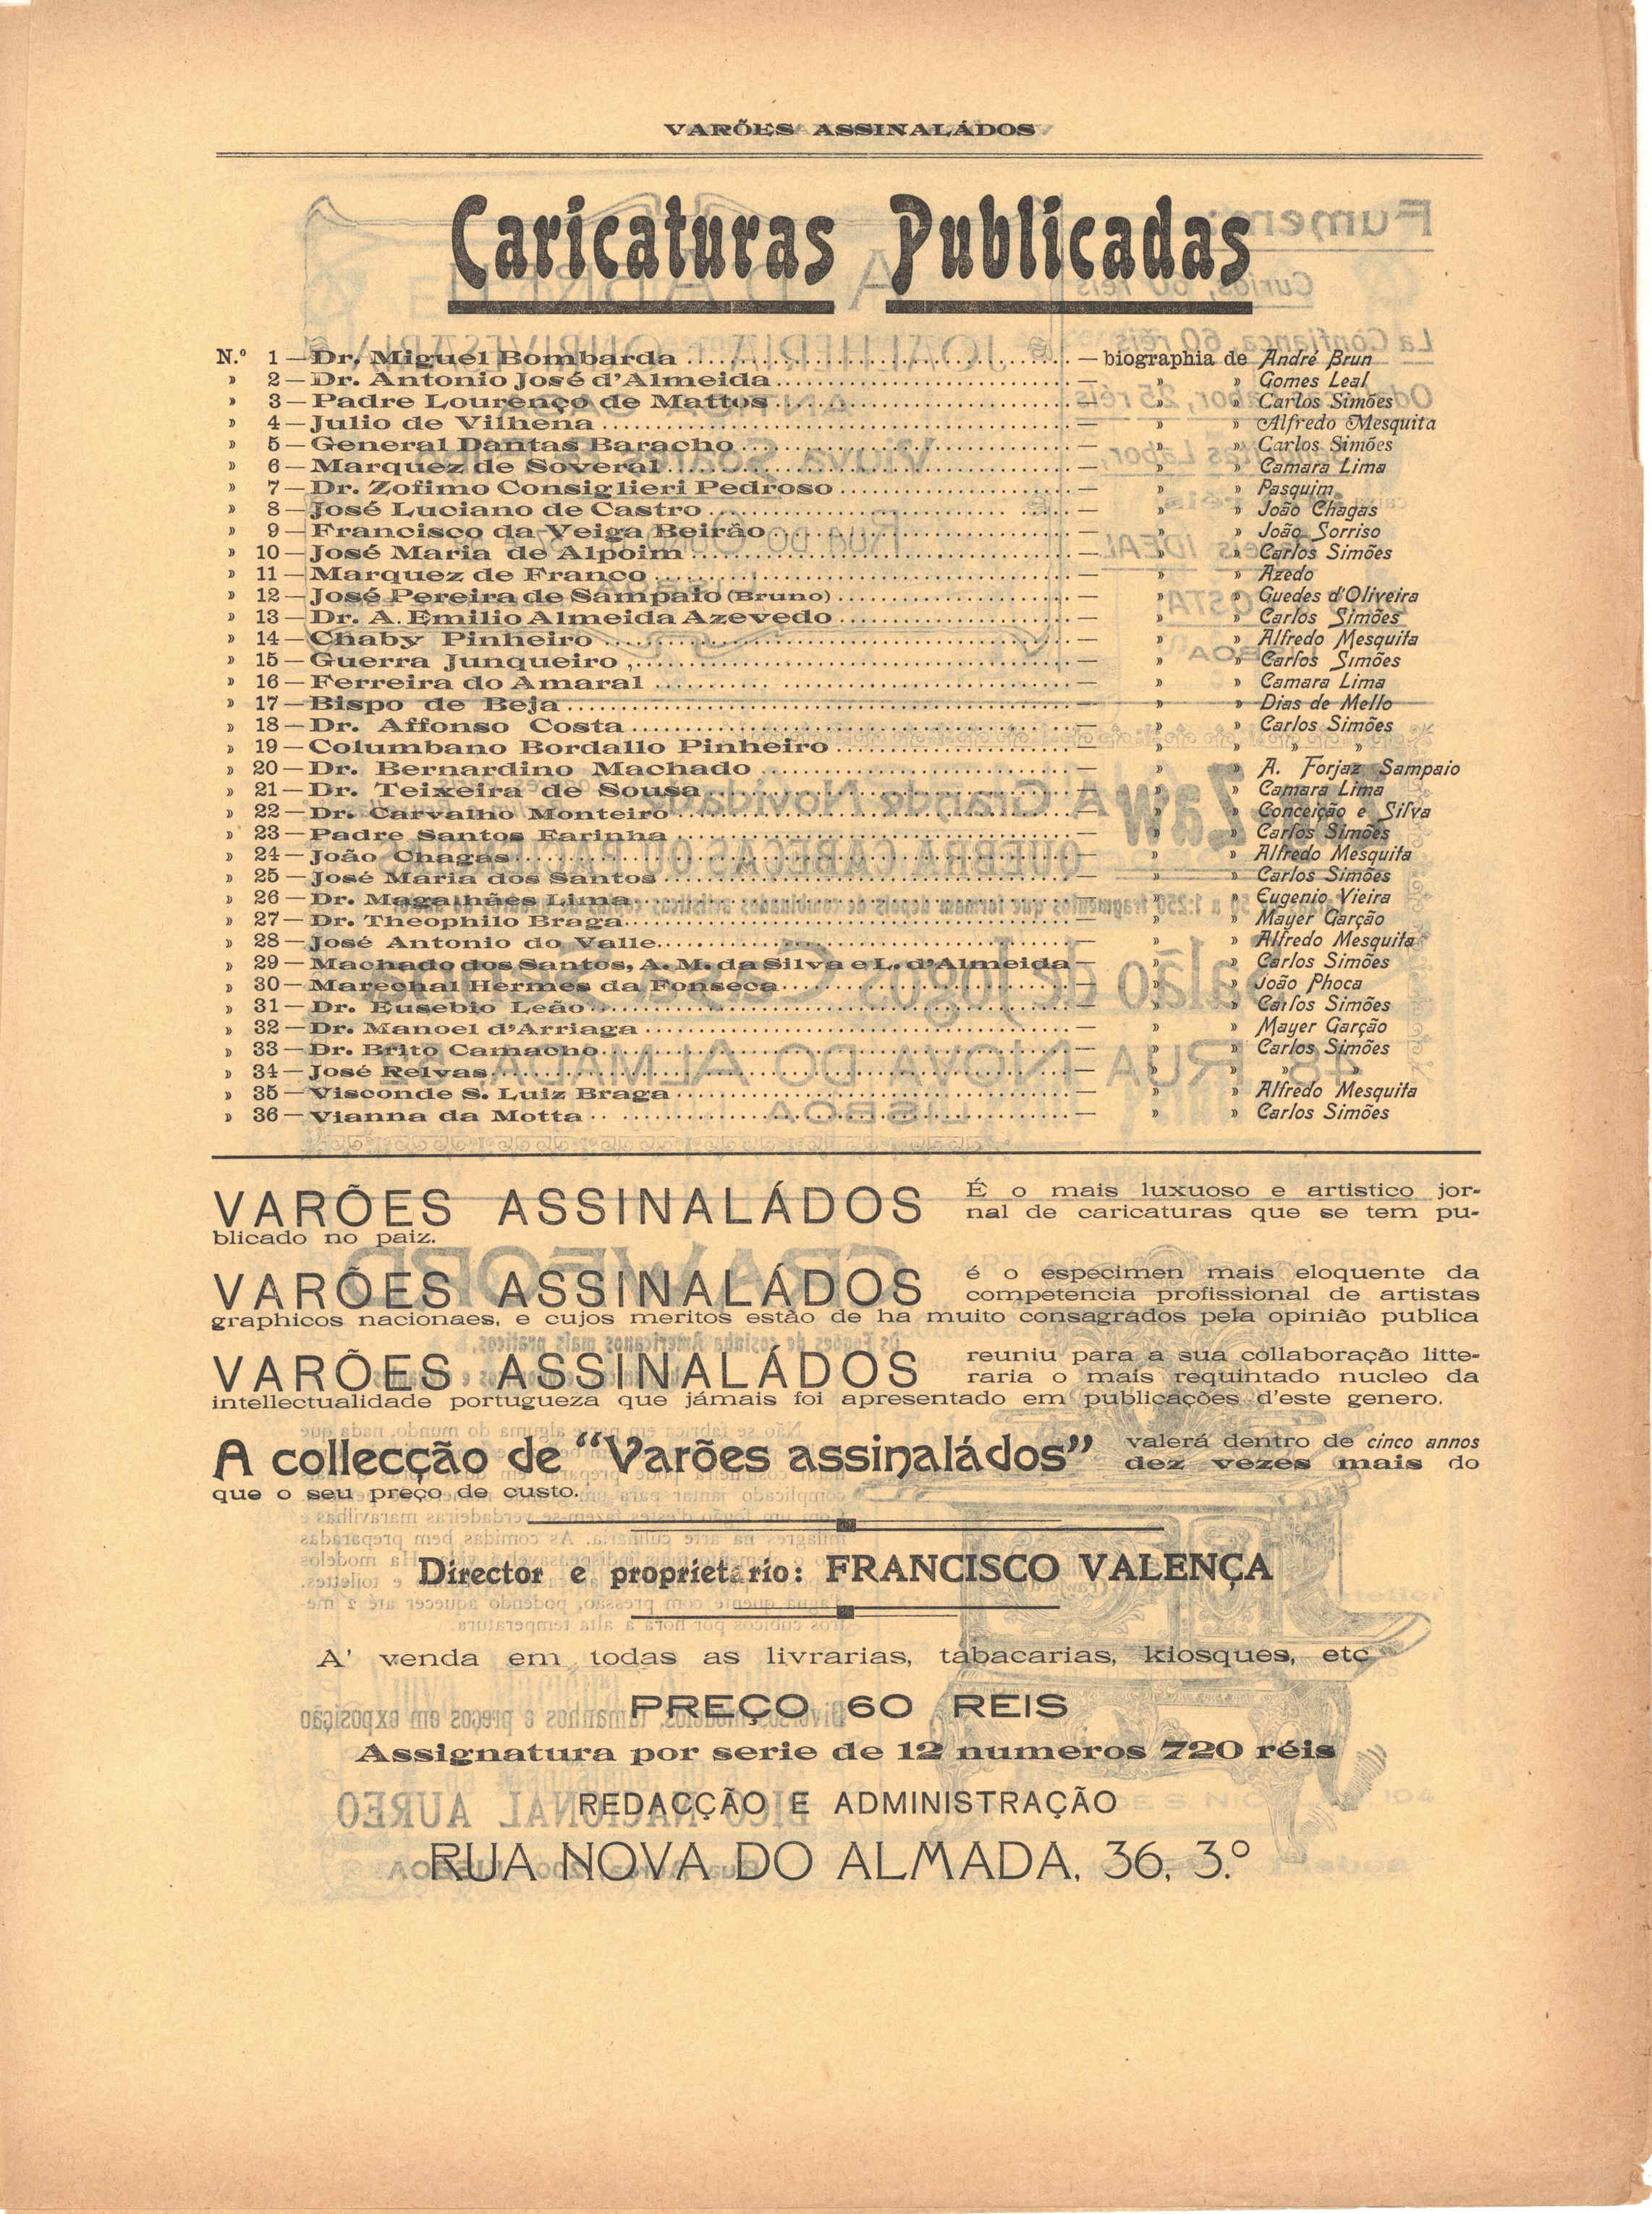 VARÕES ASSINALÁDOS
Caricaturas Publicadas
N.º 1 — Dr. Miguel Bombarda — biographia de André Brun
» 2 — Dr. Antonio José d'Almeida — » » Gomes Leal
» 3 — Padre Lourenço de Mattos — » » Carlos Simões
» 4 — Julio de Vilhena — » » Alfredo Mesquita
» 5 — General Dantas Baracho — » » Carlos Simões
» 6 — Marquez de Soveral — » » Camara Lima
» 7 — Dr. Zofimo Consiglieri Pedroso — » » Pasquim
» 8 — José Luciano de Castro — » » João Chagas
» 9 — Francisco da Veiga Beirão — » » João Sorriso
» 10 — José Maria de Alpoim — » » Carlos Simões
» 11 — Marquez de Franco — » » Azedo
» 12 — José Pereira de Sampaio (Bruno) — » » Guedes d'Oliveira
» 13 — Dr. A. Emilio Almeida Azevedo — » » Carlos Simões
» 14 — Chaby Pinheiro — » » Alfredo Mesquita
» 15 — Guerra Junqueiro — » » Carlos Simões
» 16 — Ferreira do Amaral — » » Camara Lima
» 17 — Bispo de Beja — » » Dias de Mello
» 18 — Dr. Affonso Costa — » » Carlos Simões
» 19 — Columbano Bordallo Pinheiro — » » » »
» 20 — Dr. Bernardino Machado — » » A. Forjaz Sampaio
» 21 — Dr. Teixeira de Sousa — » » Camara Lima
» 22 — Dr. Carvalho Monteiro — » » Conceição e Silva
» 23 — Padre Santos Farinha — » » Carlos Simões
» 24 — João Chagas — » » Alfredo Mesquita
» 25 — José Maria dos Santos — » » Carlos Simões
» 26 — Dr. Magalhães Lima — » » Eugenio Vieira
» 27 — Dr. Theophilo Braga — » » Mayer Garção
» 28 — José Antonio do Valle — » » Alfredo Mesquita
» 29 — Machado dos Santos, A. M. da Silva e L. d'Almeida — » » Carlos Simões
» 30 — Marechal Hermes da Fonseca — » » João Phoca
» 31 — Dr. Eusebio Leão — » » Carlos Simões
» 32 — Dr. Manoel d'Arriaga — » » Mayer Garção
» 33 — Dr. Brito Camacho — » » Carlos Simões
» 34 — José Relvas — » » » »
» 35 — Visconde S. Luiz Braga — » » Alfredo Mesquita
» 36 — Vianna da Motta — » » Carlos Simões
VARÕES ASSINALÁDOS É o mais luxuoso e artistico jor-
nal de caricaturas que se tem pu-
blicado no paiz.
VARÕES ASSINALÁDOS é o especimen mais eloquente da
competencia profissional de artistas
graphicos nacionaes, e cujos meritos estão de ha muito consagrados pela opinião publica
VARÕES ASSINALÁDOS reuniu para a sua collaboração litte-
raria o mais requintado nucleo da
intellectualidade portugueza que jámais foi apresentado em publicações d'este genero.
A collecção de "Varões assinaládos" valerá dentro de cinco annos
dez vezes mais do
que o seu preço de custo.
Director e proprietario: FRANCISCO VALENÇA
A' venda em todas as livrarias, tabacarias, kiosques, etc
PREÇO 60 REIS
Assignatura por serie de 12 numeros 720 réis
REDACÇÃO E ADMINISTRAÇÃO
RUA NOVA DO ALMADA, 36, 3.º